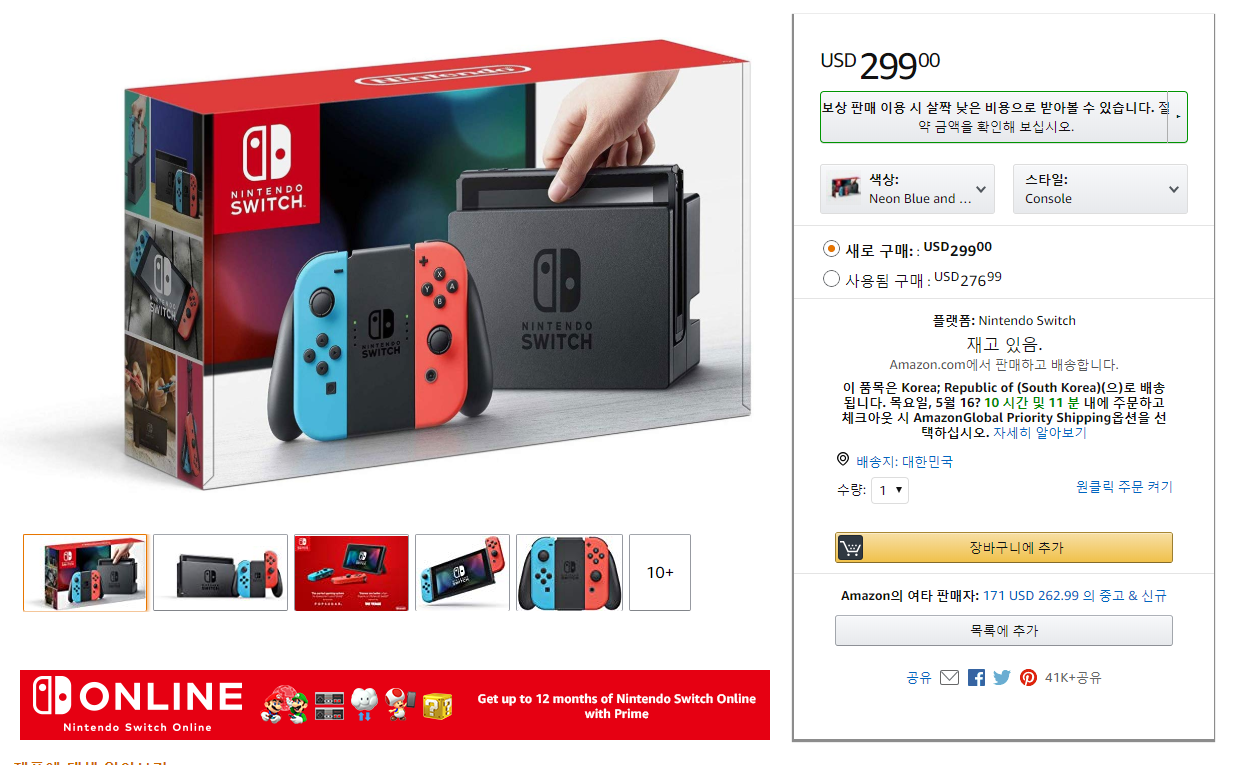 Nintendo
NINTENDO
SWITCH
NINTENDO
SWITCH
NINTENDO
SWITCH
X
Y
A
B
10+
ONLINE
Nintendo Switch Online
Get up to 12 months of Nintendo Switch Online
with Prime
USD 299 00
보상 판매 이용 시 살짝 낮은 비용으로 받아볼 수 있습니다. 절
약 금액을 확인해 보십시오.
색상:
Neon Blue and ...
스타일:
Console
새로 구매: : USD 299 00
사용됨 구매 : USD 276 99
플랫폼: Nintendo Switch
재고 있음.
Amazon.com에서 판매하고 배송합니다.
이 품목은 Korea; Republic of (South Korea)(으)로 배송
됩니다. 목요일, 5월 16? 10 시간 및 11 분 내에 주문하고
체크아웃 시 AmazonGlobal Priority Shipping옵션을 선
택하십시오. 자세히 알아보기
배송지: 대한민국
수량: 1
원클릭 주문 켜기
장바구니에 추가
Amazon의 여타 판매자: 171 USD 262.99 의 중고 & 신규
목록에 추가
공유 41K+공유